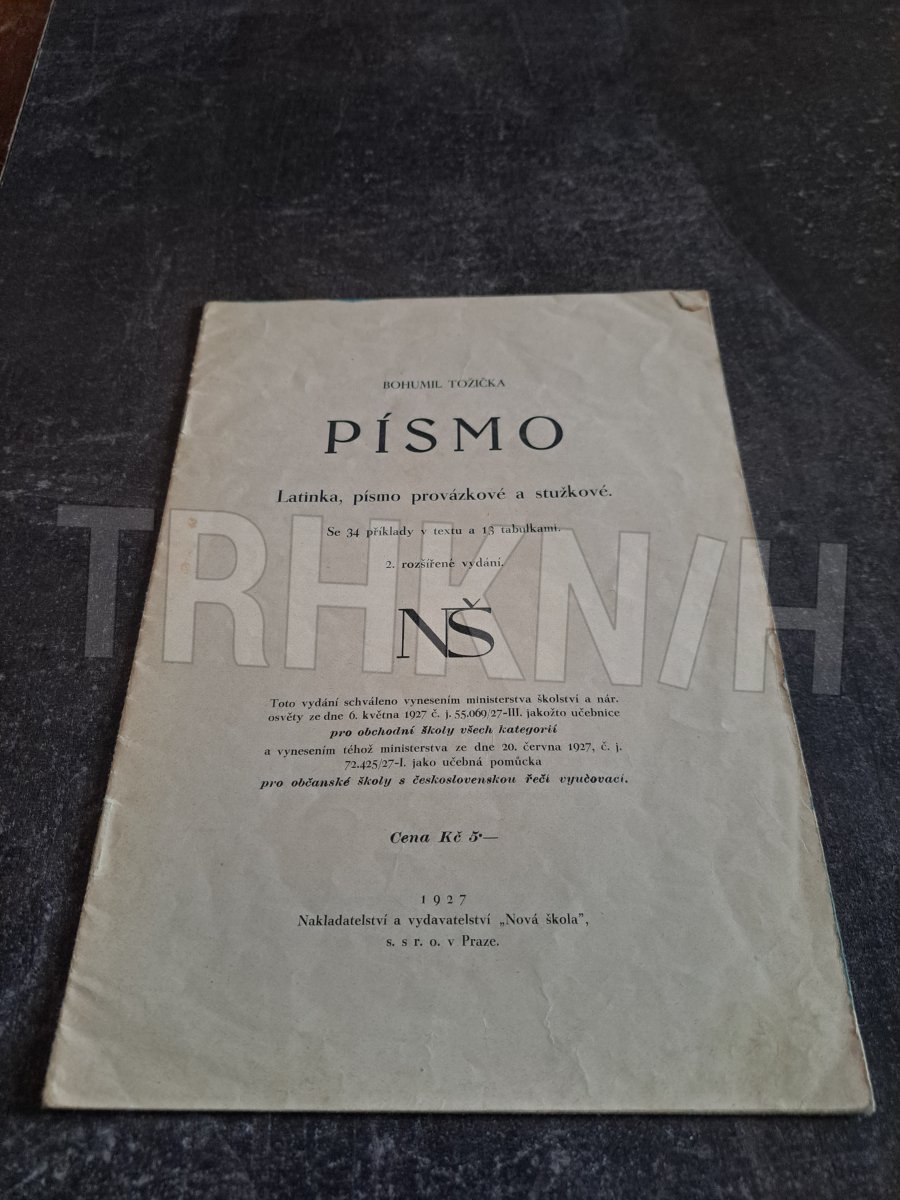 BOHUMIL TOŽIČKA
PÍSMO
Latinka, písmo provázkové a stužkové.
Se 34 příklady v textu a 13 tabulkami.
2. rozšířené vydání.
NŠ
TRHKNIH
Toto vydání schváleno vynesením ministerstva školství a nár.
osvěty ze dne 6. května 1927 č. j. 55.069/27-III. jakožto učebnice
pro obchodní školy všech kategorií
a vynesením téhož ministerstva ze dne 20. června 1927, č. j.
72.425/27-I. jako učebná pomůcka
pro občanské školy s československou řečí vyučovací.
Cena Kč 5·—
1927
Nakladatelství a vydavatelství „Nová škola",
s. s r. o. v Praze.